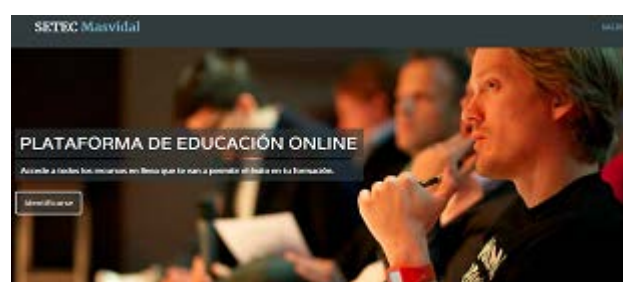 SETEC Masvidal
PLATAFORMA DE EDUCACIÓN ONLINE
Accede a todos los recursos en línea que te van a permitir el éxito en tu formación.
Identificarse